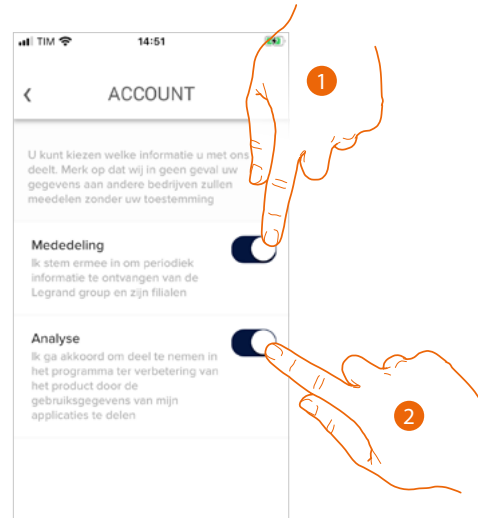 TIM 14:51
ACCOUNT
U kunt kiezen welke informatie u met ons
deelt. Merk op dat wij in geen geval uw
gegevens aan andere bedrijven zullen
meedelen zonder uw toestemming
Mededeling
Ik stem ermee in om periodiek
informatie te ontvangen van de
Legrand group en zijn filialen
Analyse
Ik ga akkoord om deel te nemen in
het programma ter verbetering van
het product door de
gebruiksgegevens van mijn
applicaties te delen
1
2